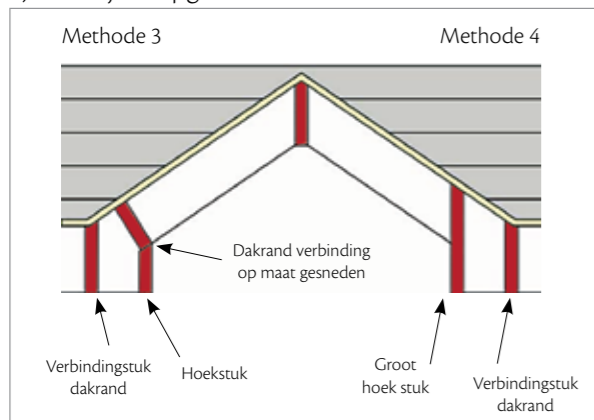 Methode 3
Methode 4
Dakrand verbinding
op maat gesneden
Verbindingstuk
dakrand
Hoekstuk
Groot
hoek stuk
Verbindingstuk
dakrand